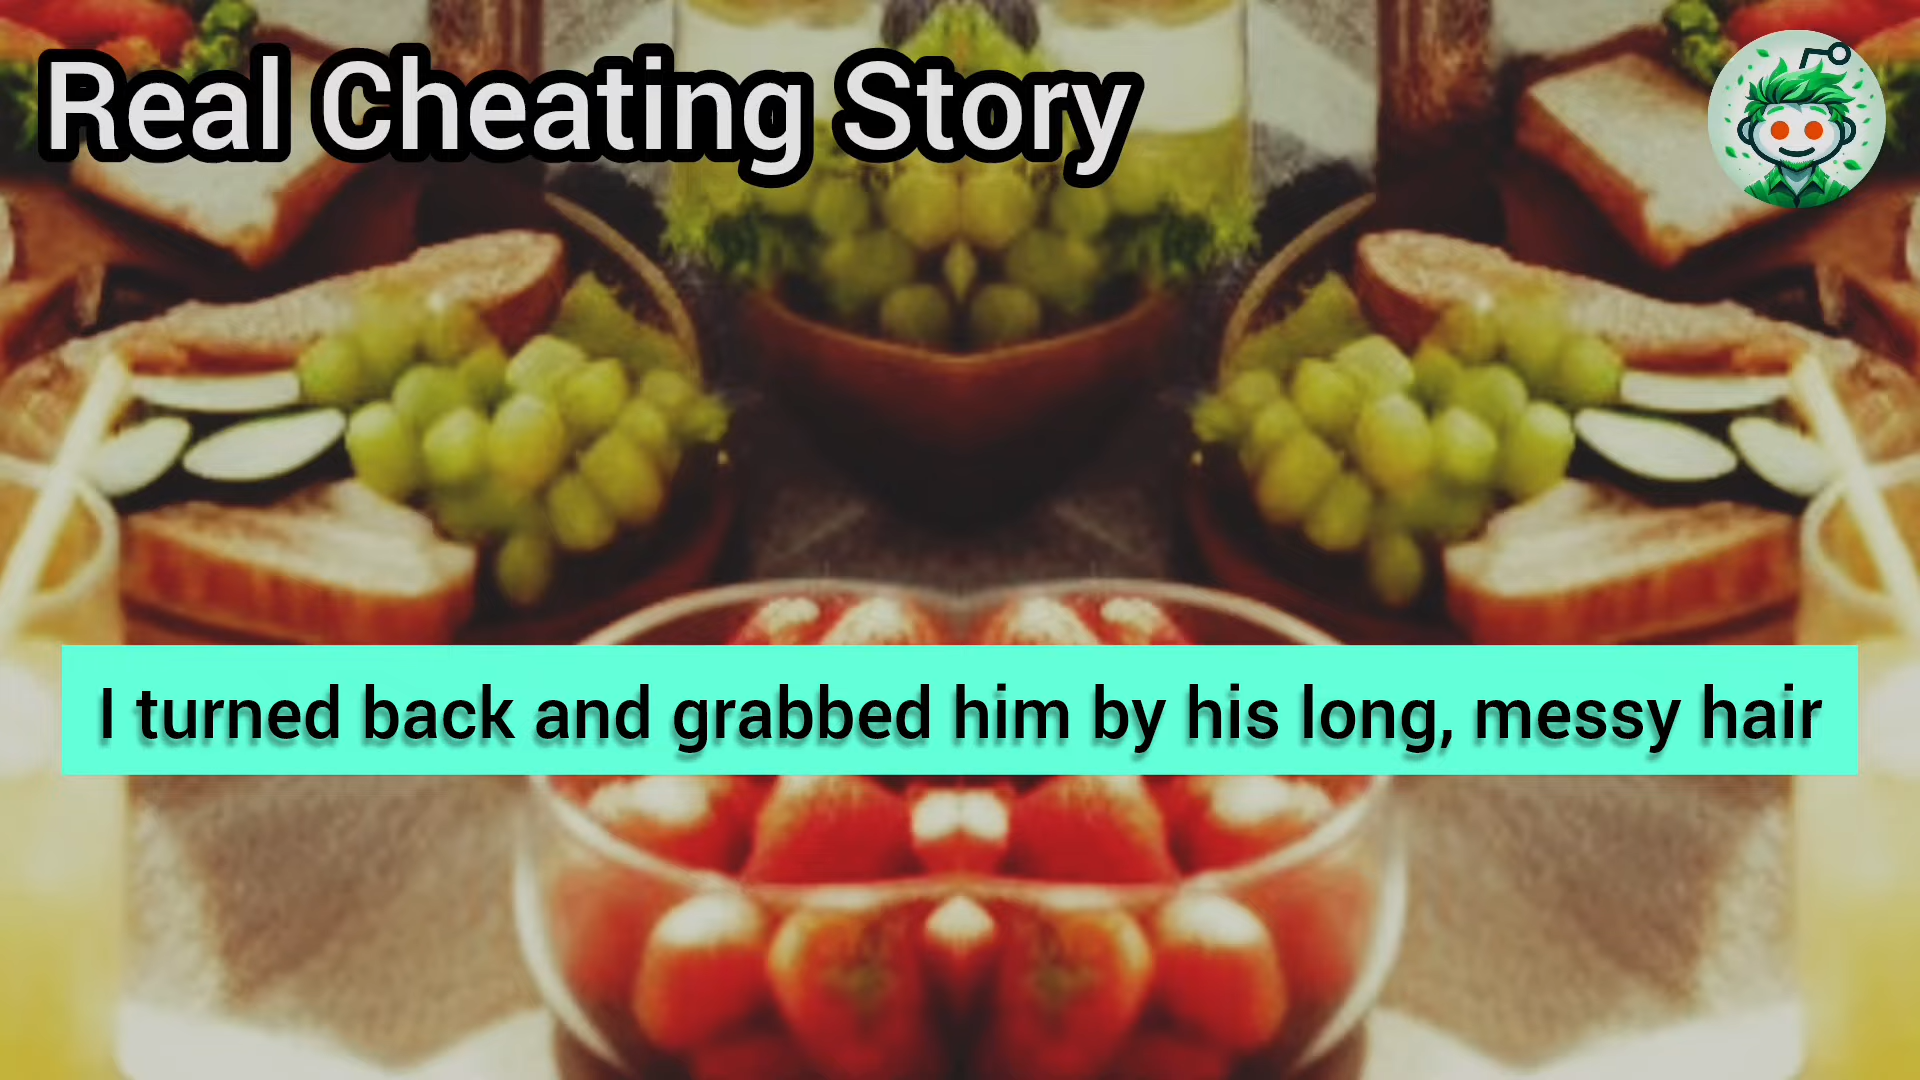 Real Cheating Story
I turned back and grabbed him by his long, messy hair